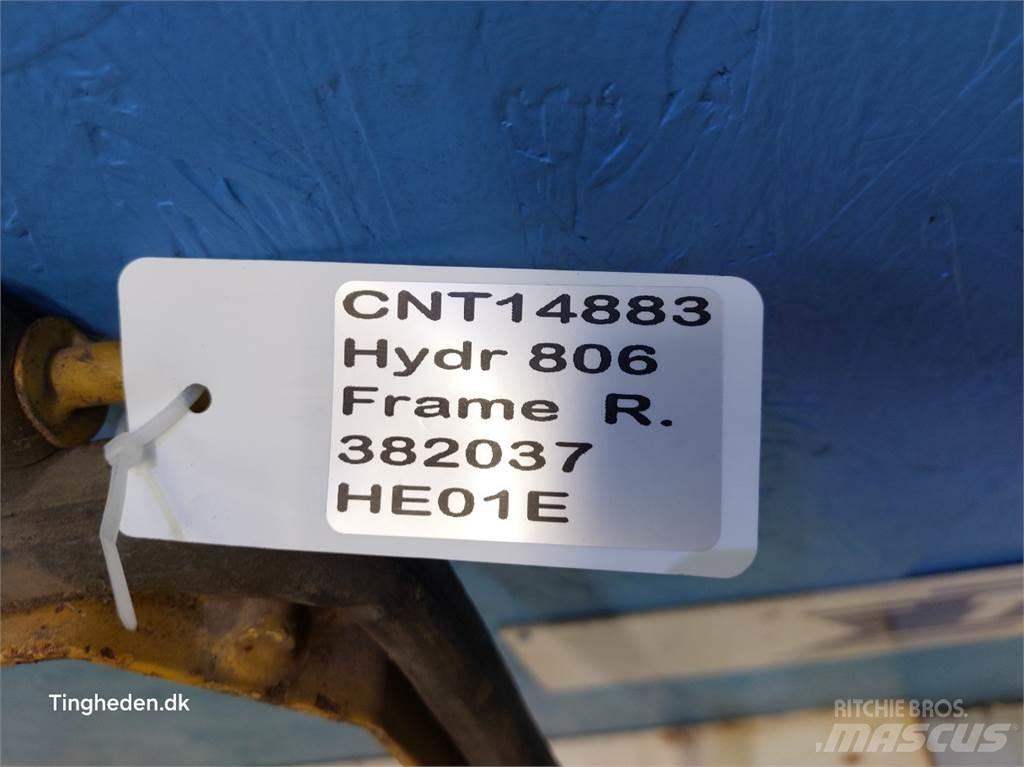 CNT14883
Hydr 806
Frame R.
382037
HE01E
Tingheden.dk
RITCHIE BROS.
MASCUS